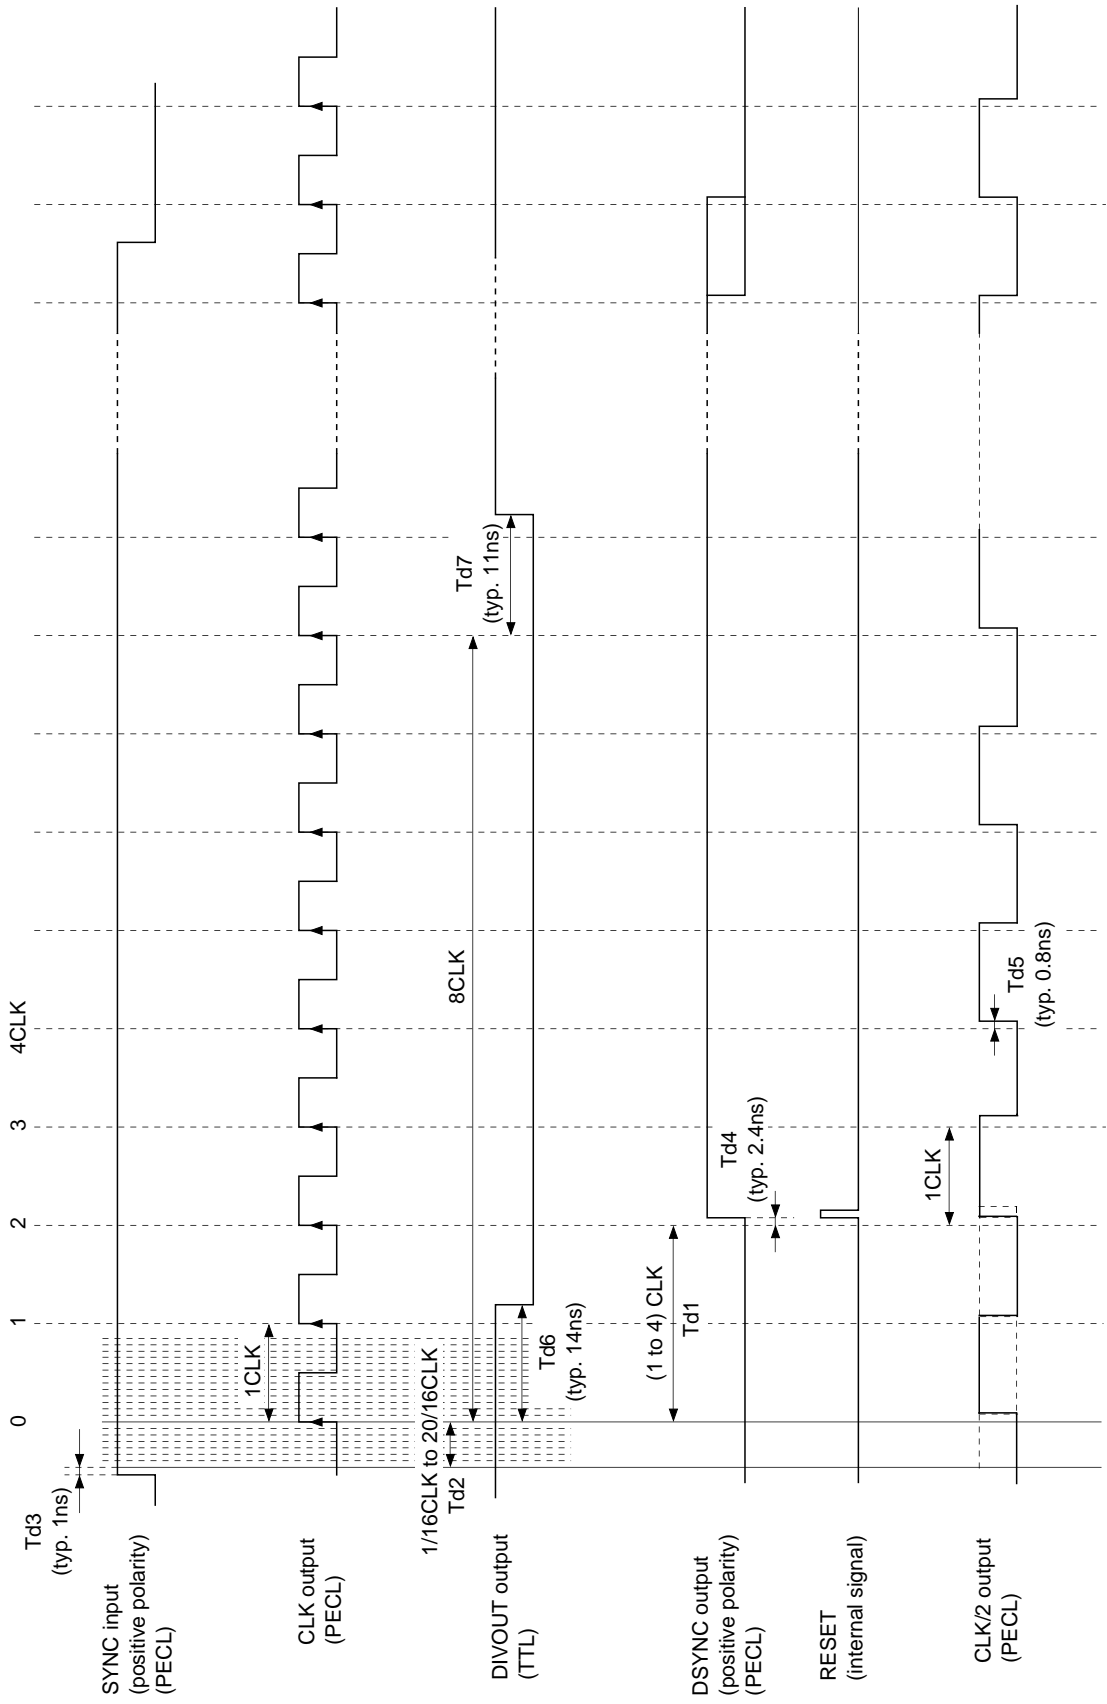 0
1
2
3
4CLK
Td3
(typ. 1ns)
SYNC input
(positive polarity)
(PECL)
1CLK
CLK output
(PECL)
1/16CLK to 20/16CLK
Td2
8CLK
Td7
(typ. 11ns)
DIVOUT output
(TTL)
Td6
(typ. 14ns)
(1 to 4) CLK
Td1
DSYNC output
(positive polarity)
(PECL)
Td4
(typ. 2.4ns)
RESET
(internal signal)
1CLK
Td5
(typ. 0.8ns)
CLK/2 output
(PECL)